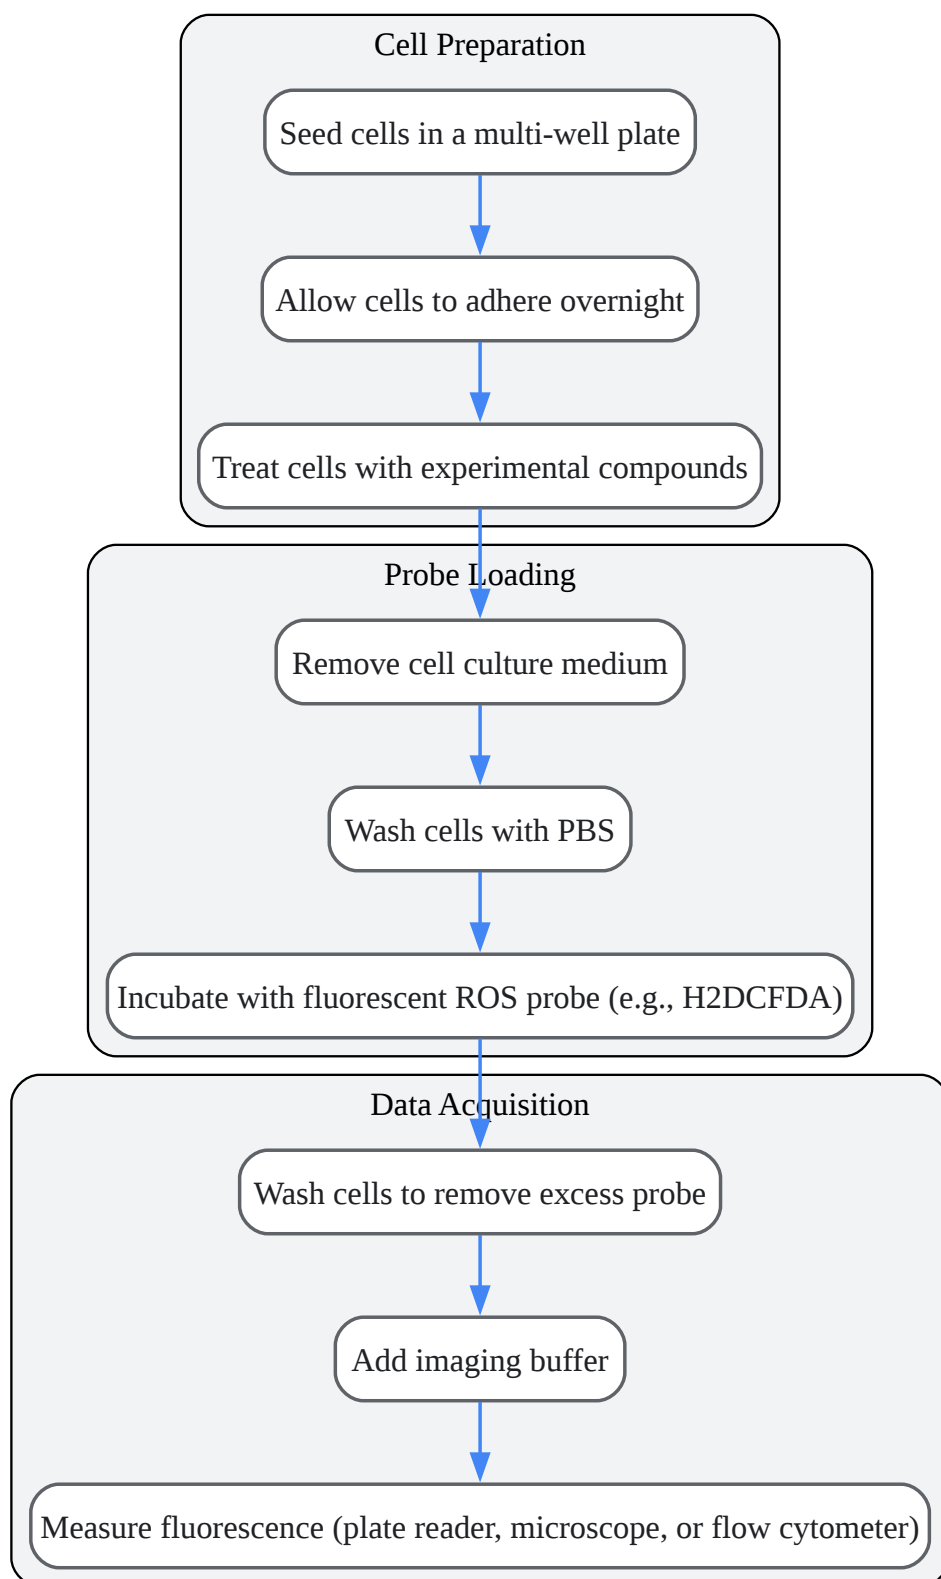 Cell Preparation
Seed cells in a multi-well plate
Allow cells to adhere overnight
Treat cells with experimental compounds
Probe Loading
Remove cell culture medium
Wash cells with PBS
Incubate with fluorescent ROS probe (e.g., H2DCFDA)
Data Acquisition
Wash cells to remove excess probe
Add imaging buffer
Measure fluorescence (plate reader, microscope, or flow cytometer)